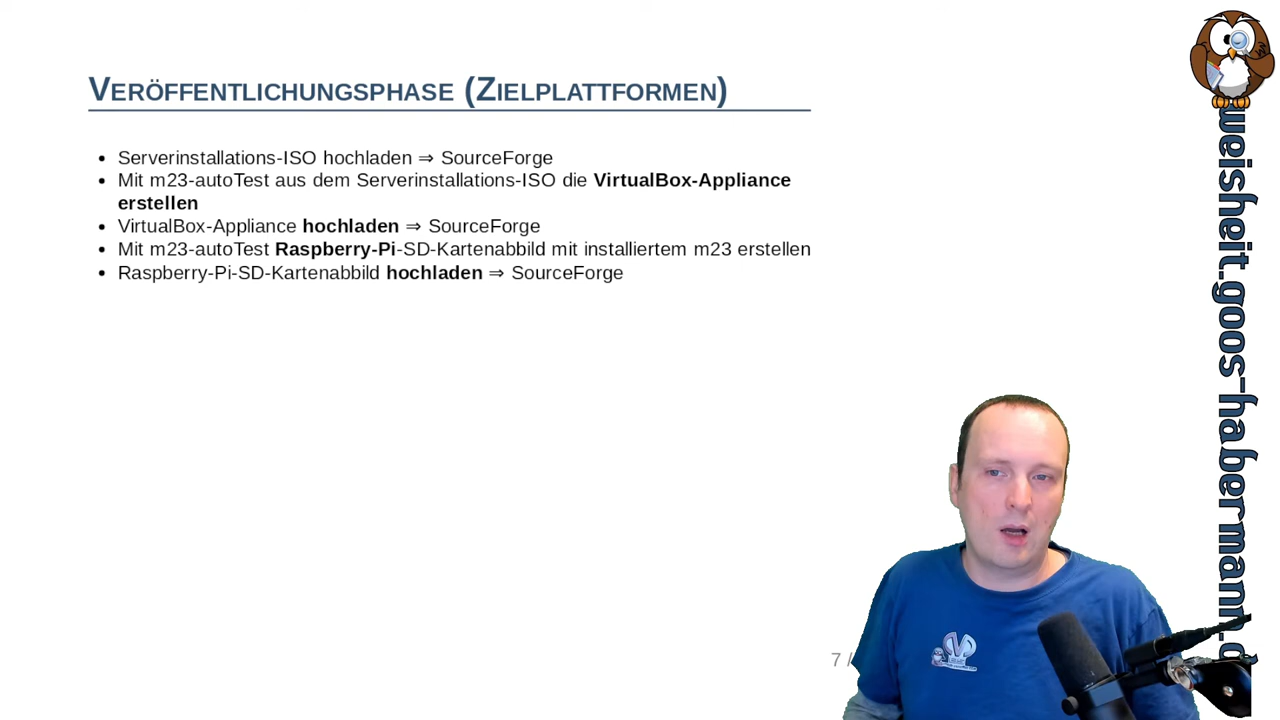 VERÖFFENTLICHUNGSPHASE (ZIELPLATTFORMEN)
• Serverinstallations-ISO hochladen ⇒ SourceForge
• Mit m23-autoTest aus dem Serverinstallations-ISO die VirtualBox-Appliance
erstellen
• VirtualBox-Appliance hochladen ⇒ SourceForge
• Mit m23-autoTest Raspberry-Pi-SD-Kartenabbild mit installiertem m23 erstellen
• Raspberry-Pi-SD-Kartenabbild hochladen ⇒ SourceForge
7 /
weisheit.goos-habermann.d